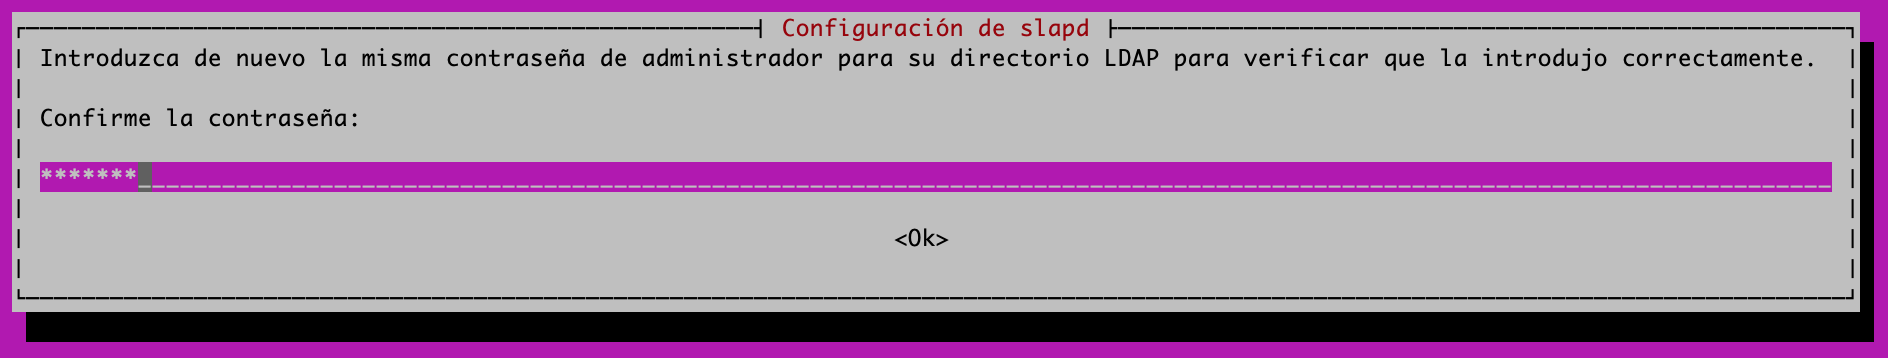 Configuración de slapd
Introduzca de nuevo la misma contraseña de administrador para su directorio LDAP para verificar que la introdujo correctamente.
Confirme la contraseña:
*******
<Ok>